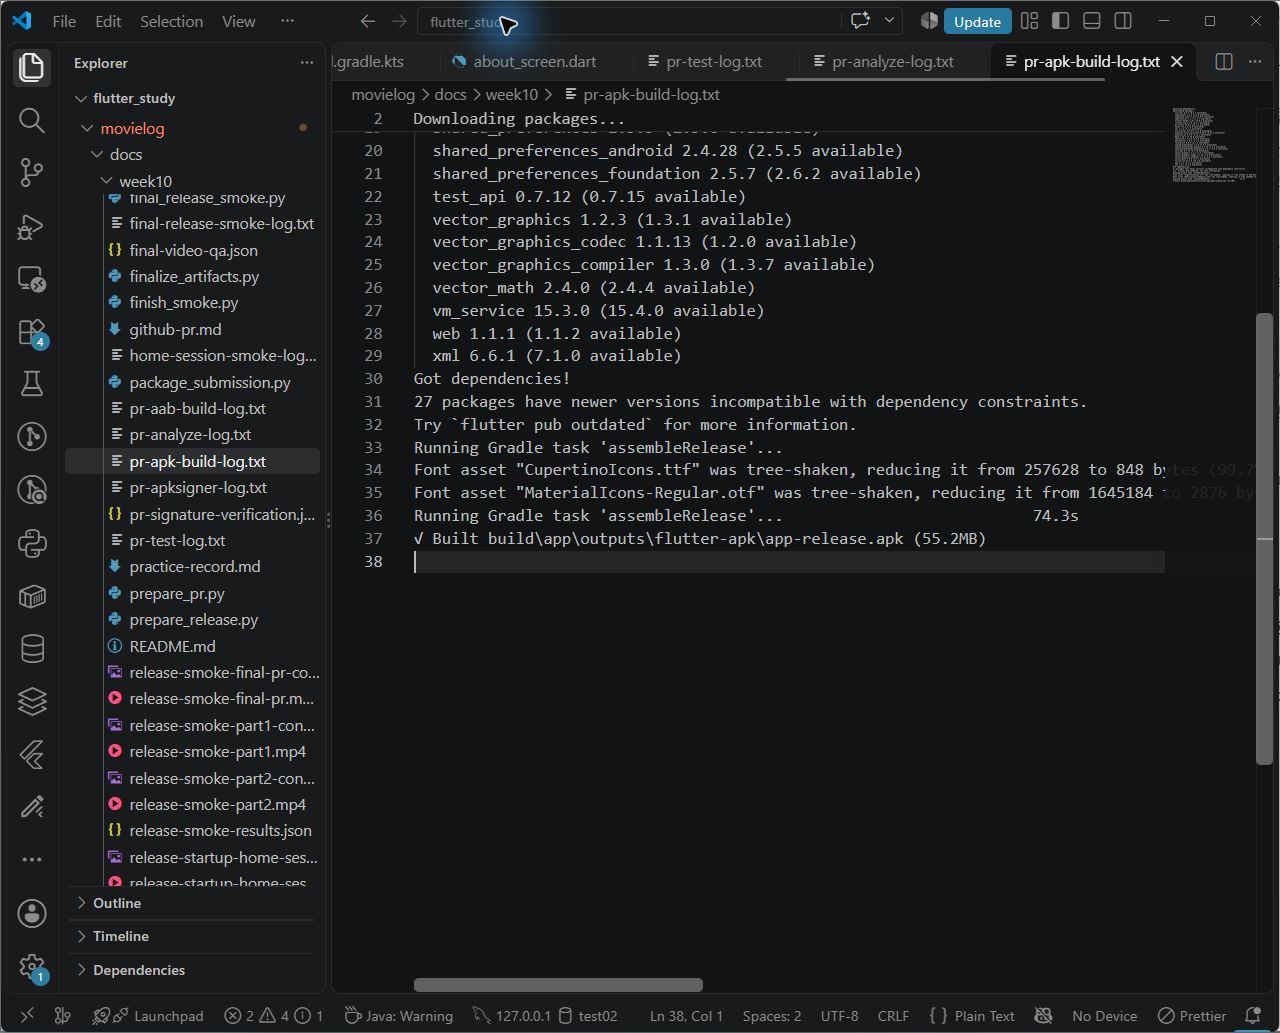 File Edit Selection View ···
flutter_study
Update
Explorer
flutter_study
movielog
docs
week10
final_release_smoke.py
final-release-smoke-log.txt
final-video-qa.json
finalize_artifacts.py
finish_smoke.py
github-pr.md
home-session-smoke-log...
package_submission.py
pr-aab-build-log.txt
pr-analyze-log.txt
pr-apk-build-log.txt
pr-apksigner-log.txt
pr-signature-verification.j...
pr-test-log.txt
practice-record.md
prepare_pr.py
prepare_release.py
README.md
release-smoke-final-pr-co...
release-smoke-final-pr.m...
release-smoke-part1-con...
release-smoke-part1.mp4
release-smoke-part2-con...
release-smoke-part2.mp4
release-smoke-results.json
release-startup-home-ses...
release-startup-home-ses
Outline
Timeline
Dependencies
4
1
l.gradle.kts about_screen.dart pr-test-log.txt pr-analyze-log.txt pr-apk-build-log.txt
movielog > docs > week10 > pr-apk-build-log.txt
2 Downloading packages...
20 shared_preferences_android 2.4.28 (2.5.5 available)
21 shared_preferences_foundation 2.5.7 (2.6.2 available)
22 test_api 0.7.12 (0.7.15 available)
23 vector_graphics 1.2.3 (1.3.1 available)
24 vector_graphics_codec 1.1.13 (1.2.0 available)
25 vector_graphics_compiler 1.3.0 (1.3.7 available)
26 vector_math 2.4.0 (2.4.4 available)
27 vm_service 15.3.0 (15.4.0 available)
28 web 1.1.1 (1.1.2 available)
29 xml 6.6.1 (7.1.0 available)
30 Got dependencies!
31 27 packages have newer versions incompatible with dependency constraints.
32 Try `flutter pub outdated` for more information.
33 Running Gradle task 'assembleRelease'...
34 Font asset "CupertinoIcons.ttf" was tree-shaken, reducing it from 257628 to 848 bytes (99.7
35 Font asset "MaterialIcons-Regular.otf" was tree-shaken, reducing it from 1645184 to 2876 by
36 Running Gradle task 'assembleRelease'... 74.3s
37 √ Built build\app\outputs\flutter-apk\app-release.apk (55.2MB)
38
Launchpad 2 4 1 Java: Warning 127.0.0.1 test02 Ln 38, Col 1 Spaces: 2 UTF-8 CRLF { } Plain Text No Device Prettier